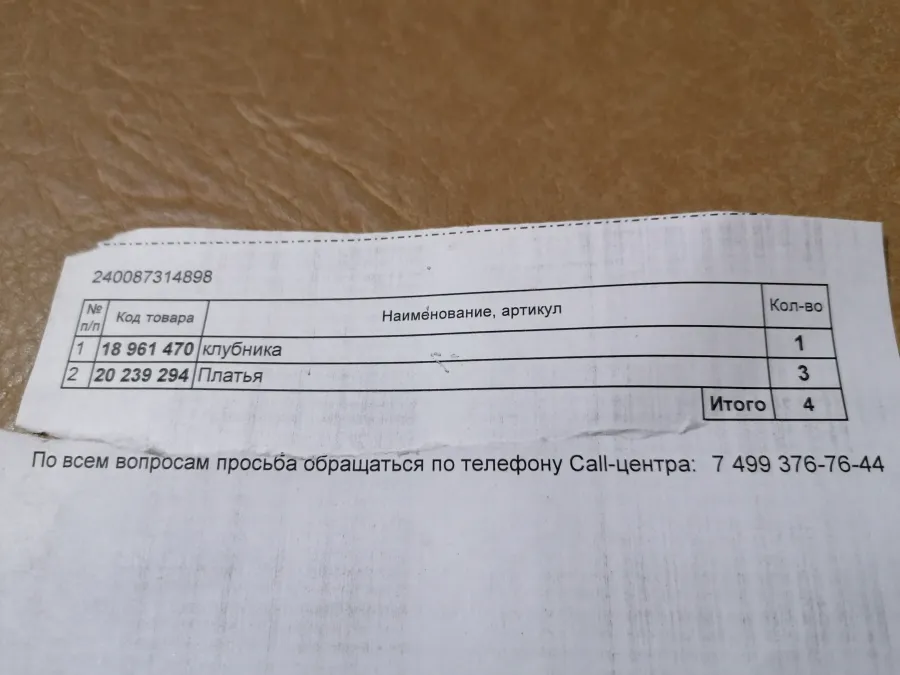 240087314898
№ п/п Код товара Наименование, артикул Кол-во
1 18 961 470 клубника 1
2 20 239 294 Платья 3
Итого 4
По всем вопросам просьба обращаться по телефону Call-центра: 7 499 376-76-44